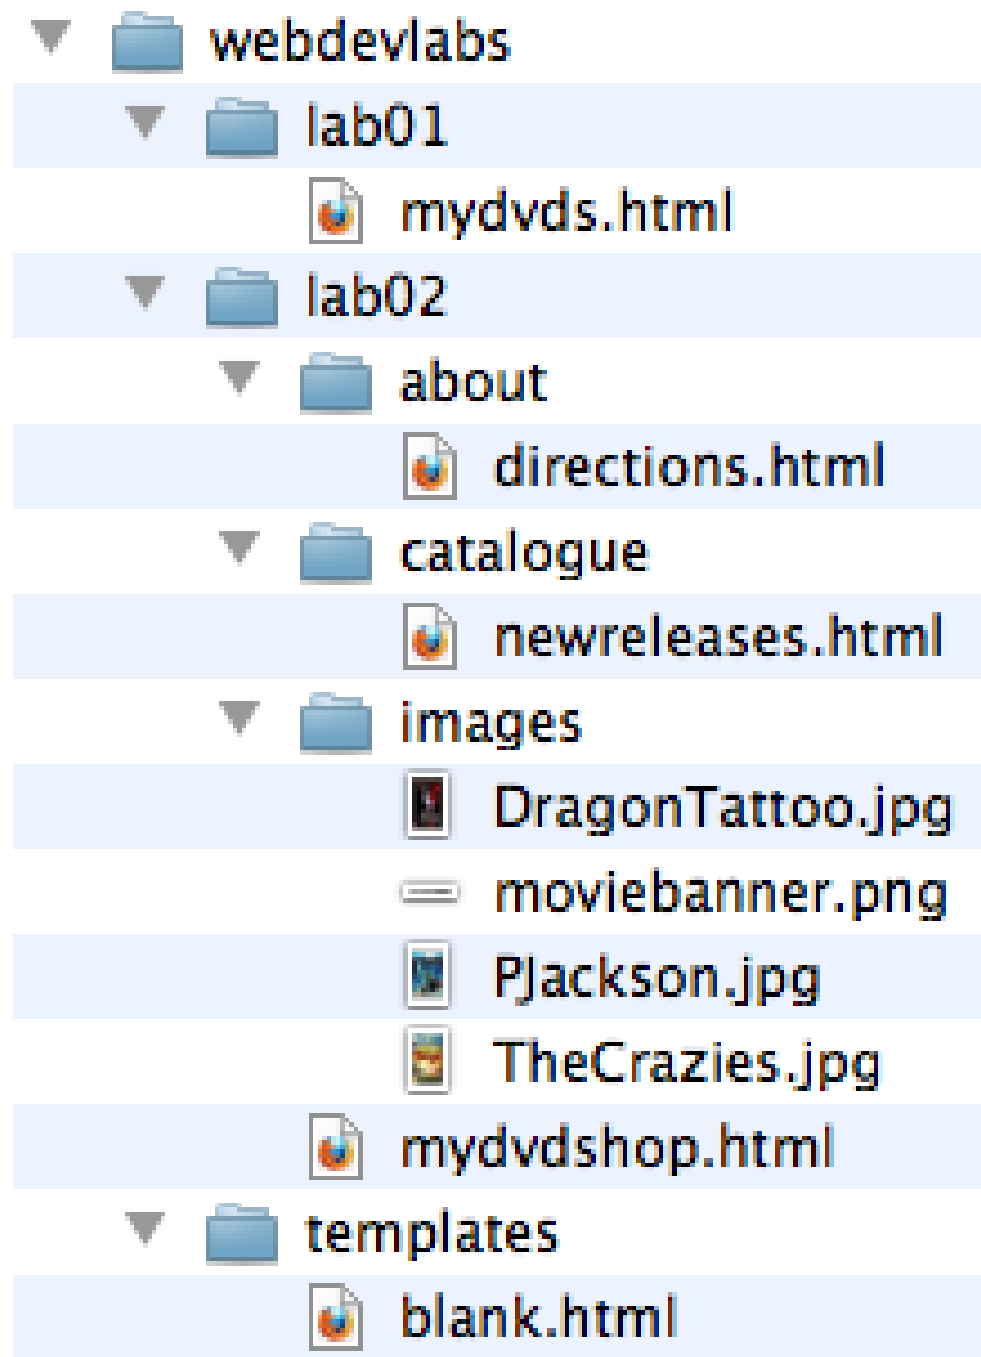 webdevlabs
lab01
mydvds.html
lab02
about
directions.html
catalogue
newreleases.html
images
DragonTattoo.jpg
moviebanner.png
PJackson.jpg
TheCrazies.jpg
mydvdshop.html
templates
blank.html